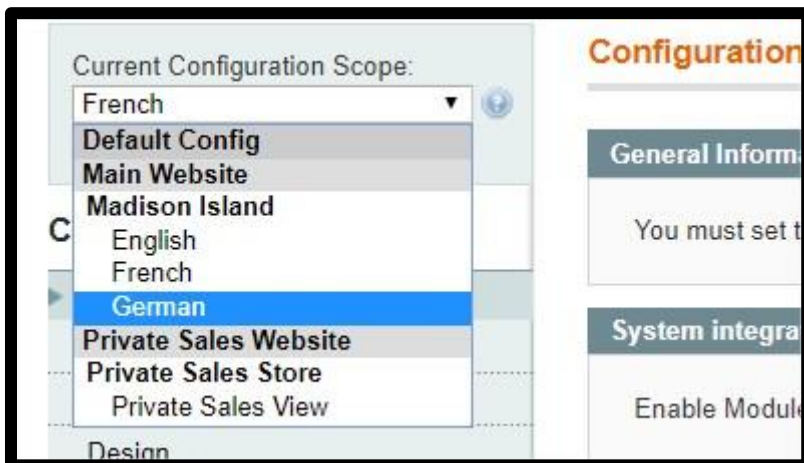 Current Configuration Scope:
French
Default Config
Main Website
Madison Island
English
French
German
Private Sales Website
Private Sales Store
Private Sales View
Design
C
Configuration
General Inform
You must set t
System integra
Enable Module